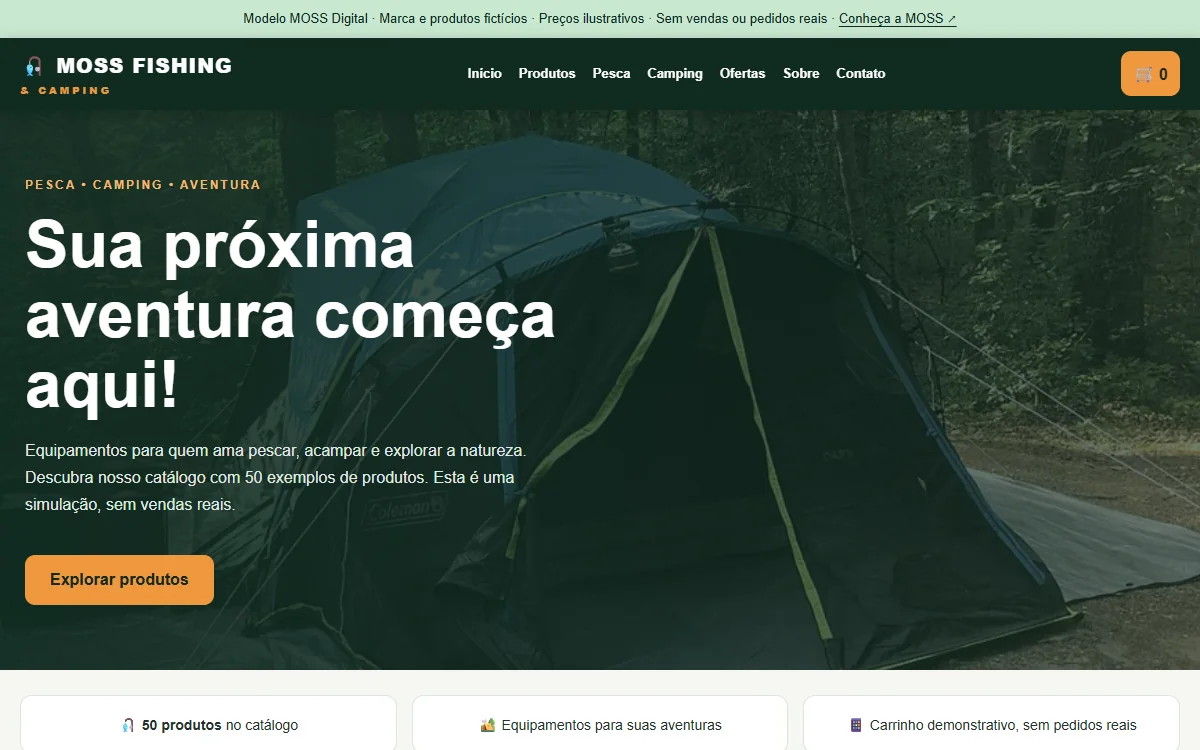 Modelo MOSS Digital · Marca e produtos fictícios · Preços ilustrativos · Sem vendas ou pedidos reais · Conheça a MOSS ↗
MOSS FISHING
& CAMPING
Início Produtos Pesca Camping Ofertas Sobre Contato
0
PESCA • CAMPING • AVENTURA
Sua próxima
aventura começa
aqui!
Equipamentos para quem ama pescar, acampar e explorar a natureza.
Descubra nosso catálogo com 50 exemplos de produtos. Esta é uma
simulação, sem vendas reais.
Coleman
Explorar produtos
50 produtos no catálogo
Equipamentos para suas aventuras
Carrinho demonstrativo, sem pedidos reais